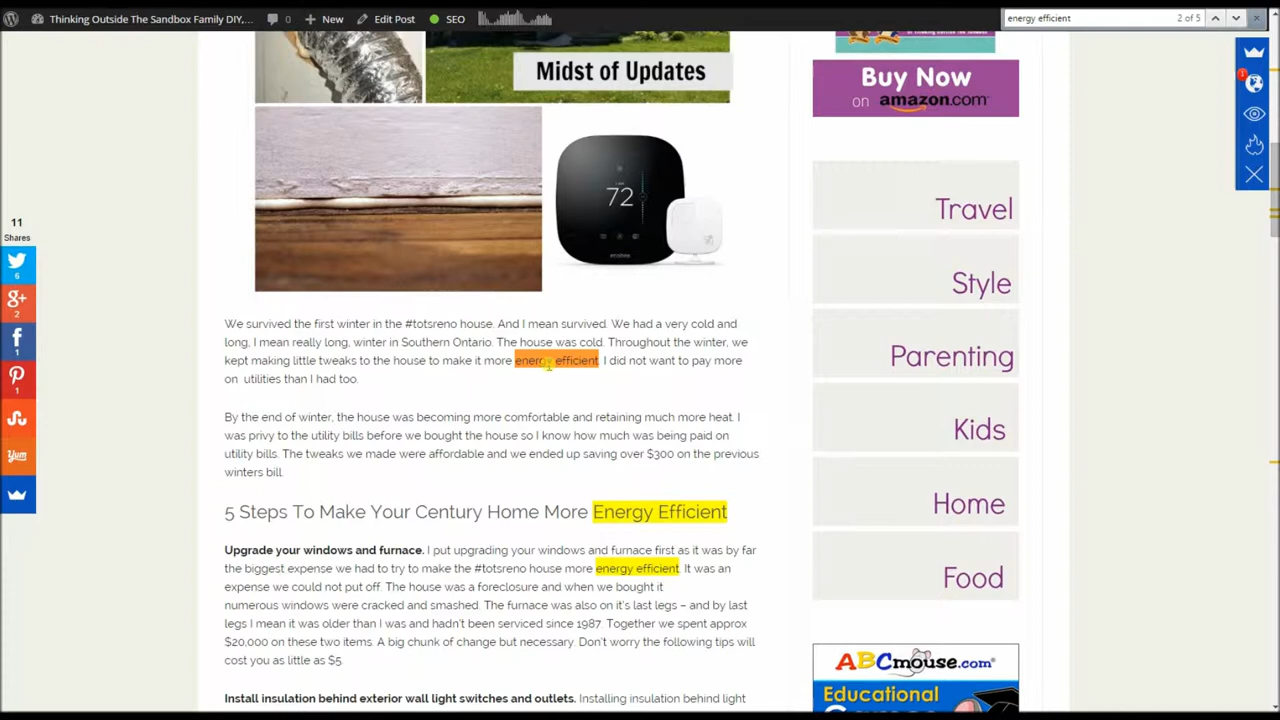 Thinking Outside The Sandbox Family DIY,...
0
New
Edit Post
SEO
energy efficient
2 of 5
Midst of Updates
Buy Now
on amazon.com
72
Travel
Style
Parenting
Kids
Home
Food
11
Shares
6
2
1
1
Yum
1
We survived the first winter in the #totsreno house. And I mean survived. We had a very cold and
long, I mean really long, winter in Southern Ontario. The house was cold. Throughout the winter, we
kept making little tweaks to the house to make it more energy efficient. I did not want to pay more
on utilities than I had too.
By the end of winter, the house was becoming more comfortable and retaining much more heat. I
was privy to the utility bills before we bought the house so I know how much was being paid on
utility bills. The tweaks we made were affordable and we ended up saving over $300 on the previous
winters bill.
5 Steps To Make Your Century Home More Energy Efficient
Upgrade your windows and furnace. I put upgrading your windows and furnace first as it was by far
the biggest expense we had to try to make the #totsreno house more energy efficient. It was an
expense we could not put off. The house was a foreclosure and when we bought it
numerous windows were cracked and smashed. The furnace was also on it's last legs – and by last
legs I mean it was older than I was and hadn't been serviced since 1987. Together we spent approx
$20,000 on these two items. A big chunk of change but necessary. Don't worry the following tips will
cost you as little as $5.
Install insulation behind exterior wall light switches and outlets. Installing insulation behind light
ABCmouse.com
Educational